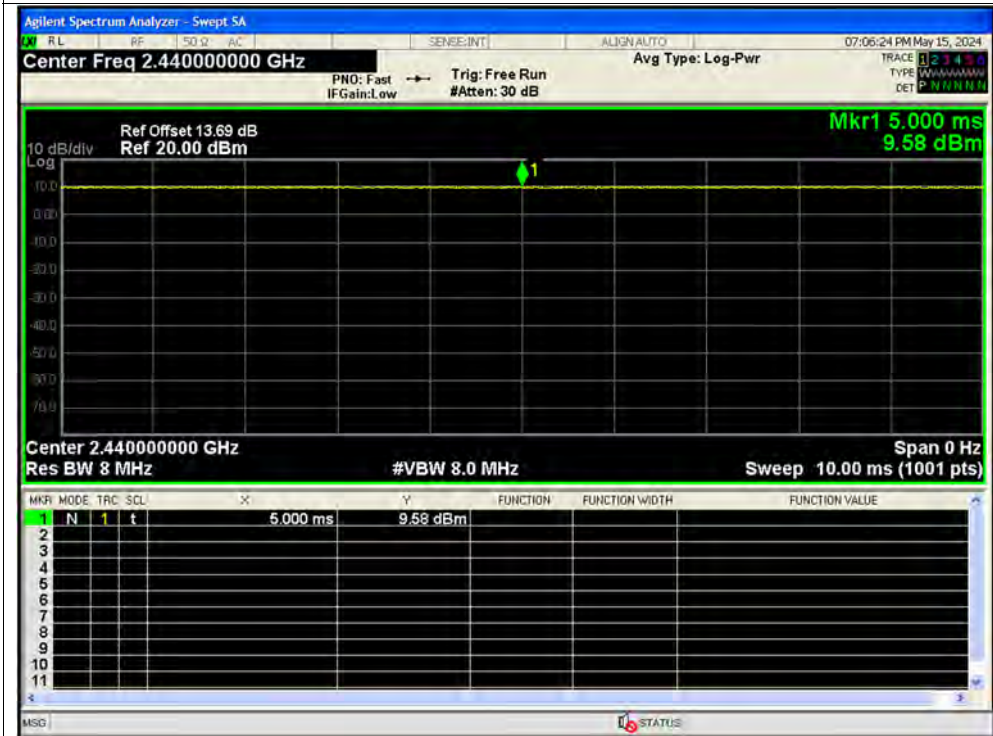 Agilent Spectrum Analyzer - Swept SA
RL RF 50 Ω AC SENSE:INT ALIGN AUTO 07:06:24 PM May 15, 2024
Center Freq 2.440000000 GHz
Avg Type: Log-Pwr
TRACE 1 2 3 4 5 6
PNO: Fast Trig: Free Run
TYPE WWWWWW
IFGain:Low #Atten: 30 dB
DET P N N N N N
Mkr1 5.000 ms
Ref Offset 13.69 dB
10 dB/div Ref 20.00 dBm
9.58 dBm
Log
1
10.0
0.00
-10.0
-20.0
-30.0
-40.0
-50.0
-60.0
-70.0
Center 2.440000000 GHz Span 0 Hz
Res BW 8 MHz #VBW 8.0 MHz Sweep 10.00 ms (1001 pts)
MKR MODE TRC SCL X Y FUNCTION FUNCTION WIDTH FUNCTION VALUE
1 N 1 t 5.000 ms 9.58 dBm
2
3
4
5
6
7
8
9
10
11
MSG STATUS